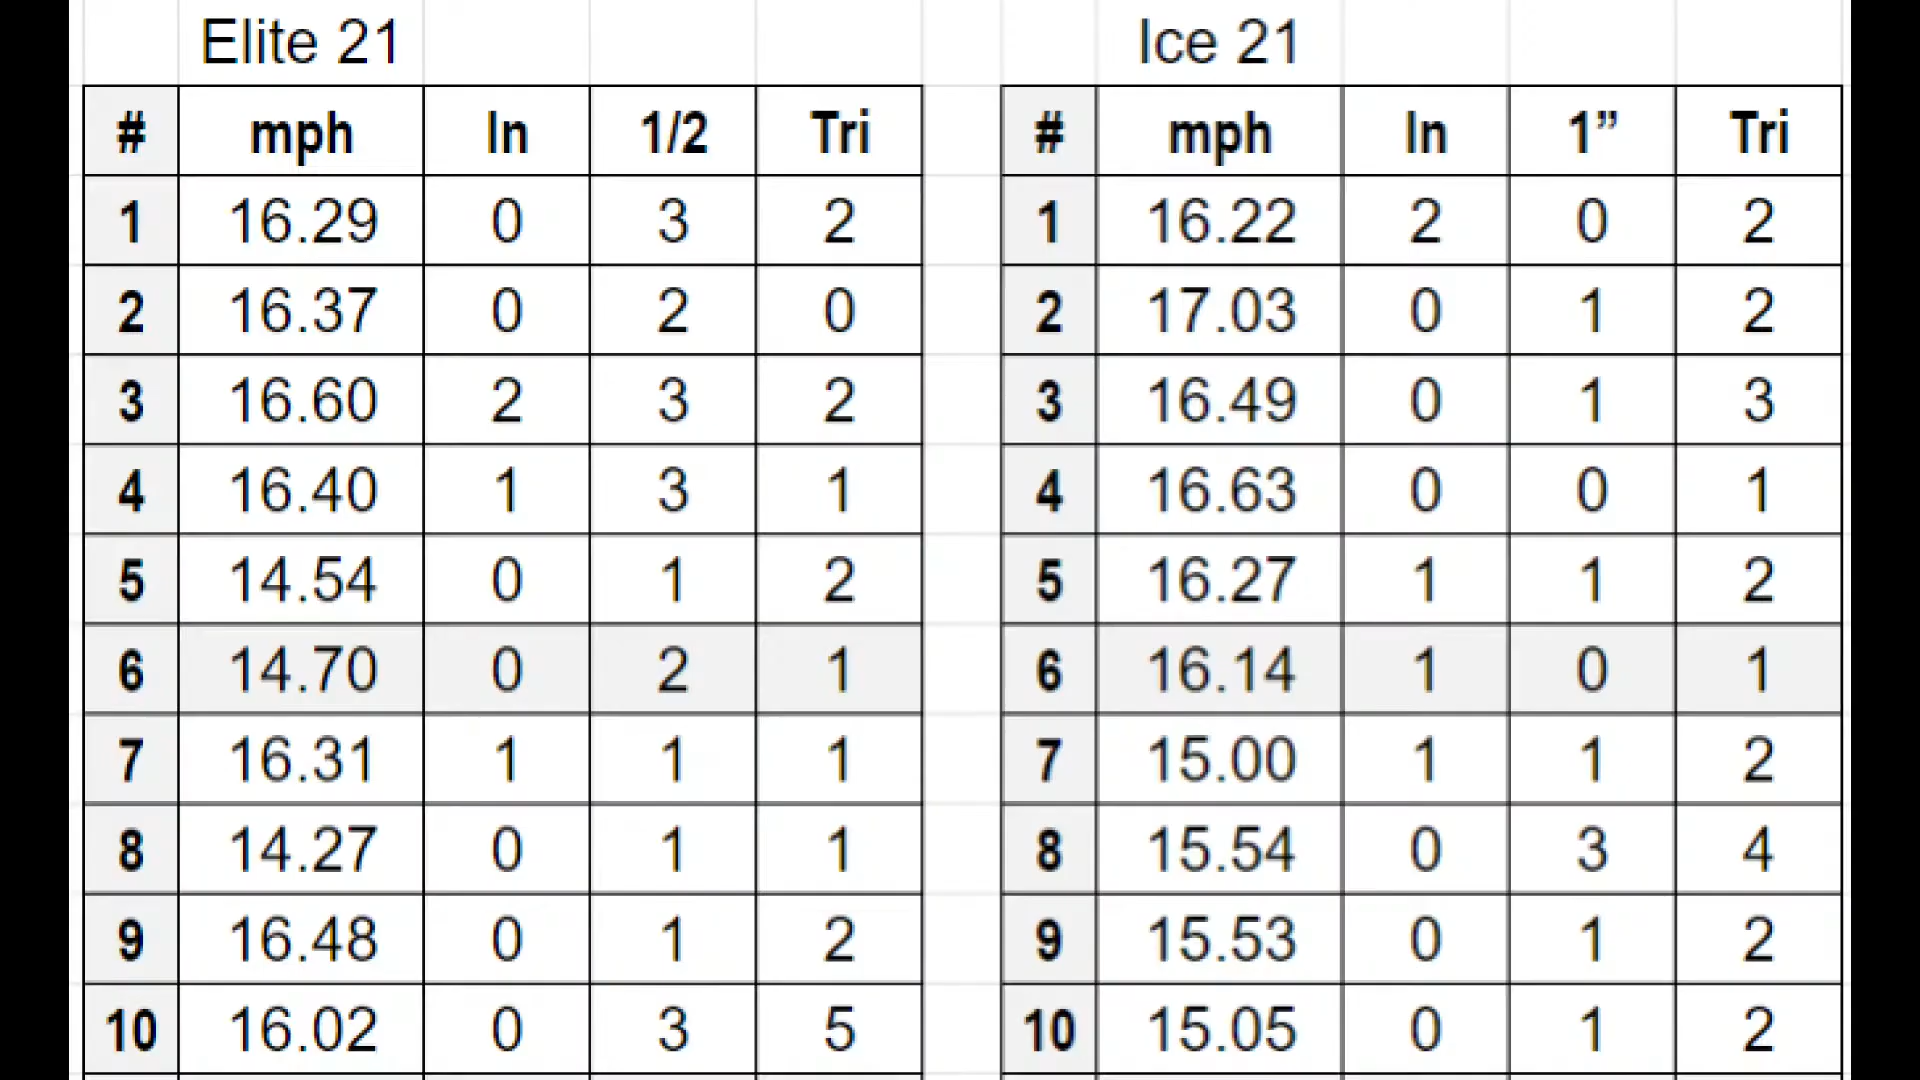 Elite 21 Ice 21
# mph In 1/2 Tri # mph In 1” Tri
1 16.29 0 3 2 1 16.22 2 0 2
2 16.37 0 2 0 2 17.03 0 1 2
3 16.60 2 3 2 3 16.49 0 1 3
4 16.40 1 3 1 4 16.63 0 0 1
5 14.54 0 1 2 5 16.27 1 1 2
6 14.70 0 2 1 6 16.14 1 0 1
7 16.31 1 1 1 7 15.00 1 1 2
8 14.27 0 1 1 8 15.54 0 3 4
9 16.48 0 1 2 9 15.53 0 1 2
10 16.02 0 3 5 10 15.05 0 1 2